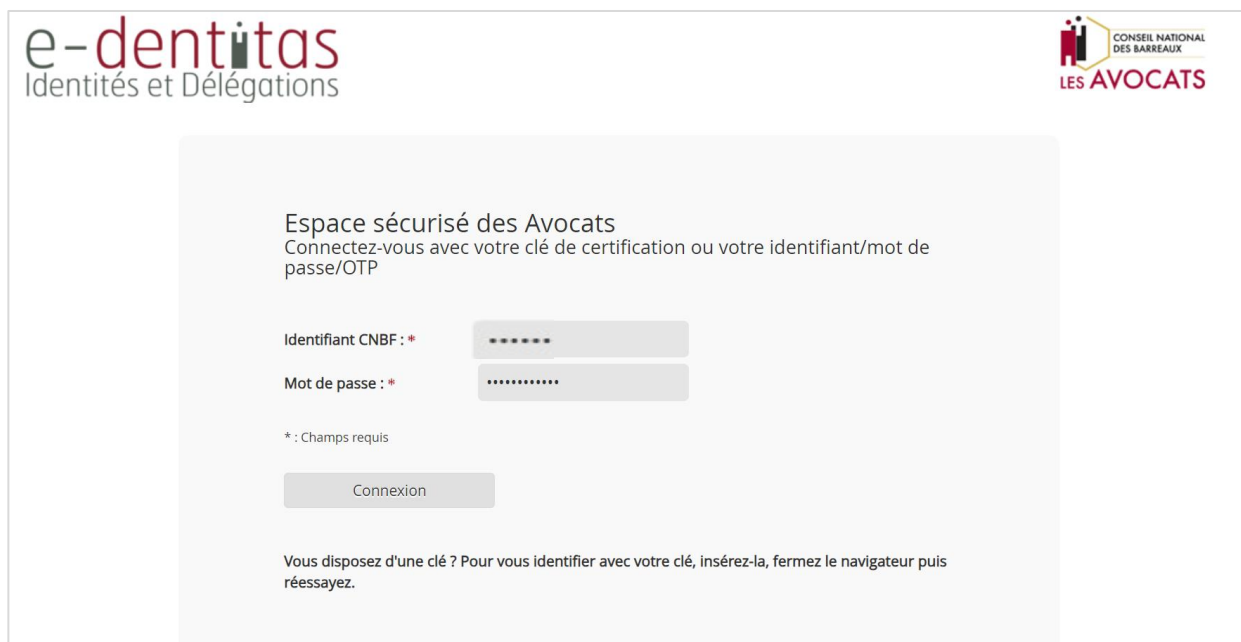 e-dentitas
Identités et Délégations
CONSEIL NATIONAL
DES BARREAUX
LES AVOCATS
Espace sécurisé des Avocats
Connectez-vous avec votre clé de certification ou votre identifiant/mot de
passe/OTP
Identifiant CNBF : * ••••••
Mot de passe : * ••••••••••••
* : Champs requis
Connexion
Vous disposez d'une clé ? Pour vous identifier avec votre clé, insérez-la, fermez le navigateur puis
réessayez.